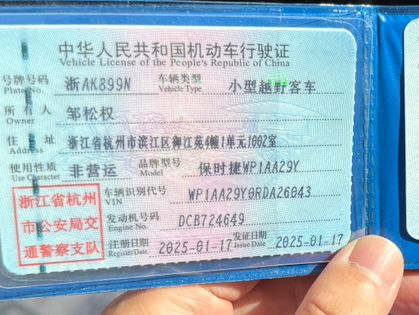 中华人民共和国机动车行驶证
Vehicle License of the People's Republic of China
号牌号码 Plate No. 浙AK899N 车辆类型 Vehicle Type 小型越野客车
所有人 Owner 邹松权
住址 Address 浙江省杭州市滨江区御江苑4幢1单元1002室
使用性质 Use Character 非营运 品牌型号 Model 保时捷WP1AA29Y
浙江省杭州市公安局交通警察支队
车辆识别代号 VIN WP1AA29Y0RDA26043
发动机号码 Engine No. DCB724649
注册日期 Register Date 2025-01-17 发证日期 Issue Date 2025-01-17